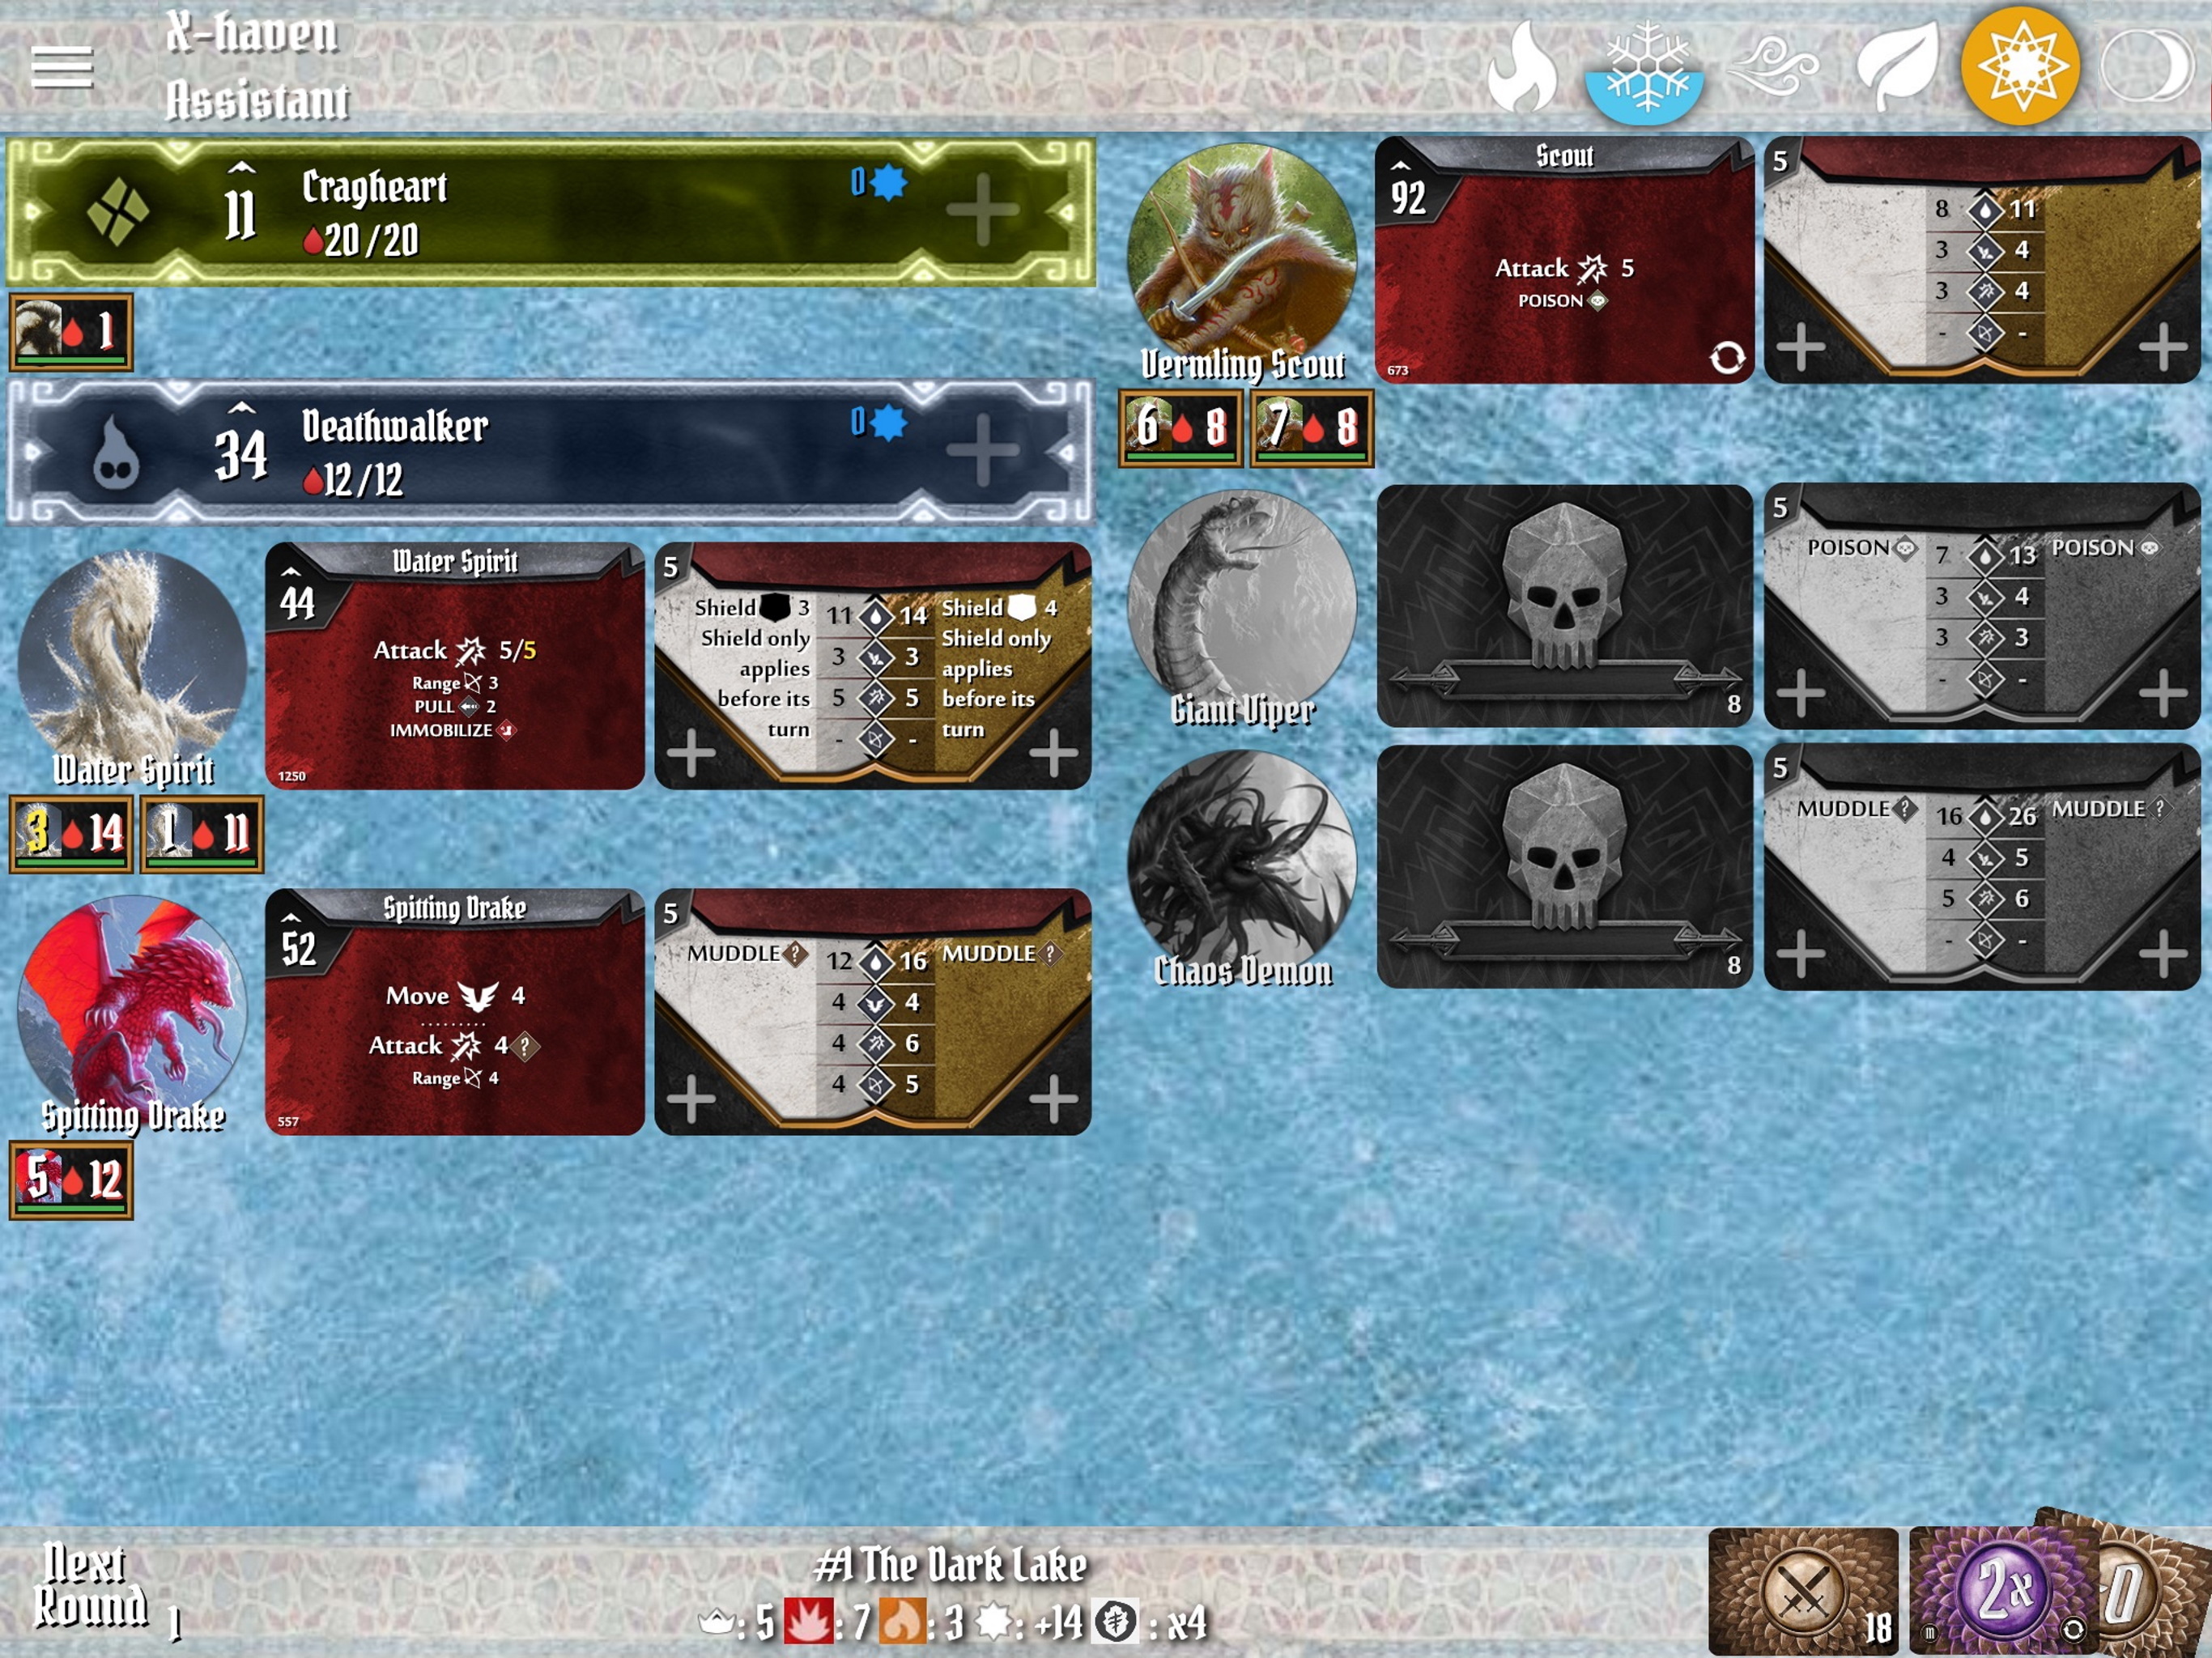 X-haven
Assistant
11
Cragheart
20/20
0
1
34
Deathwalker
12/12
0
Water Spirit
44
Water Spirit
Attack 5/5
Range 3
PULL 2
IMMOBILIZE
1250
5
Shield 3
Shield only
applies
before its
turn
11 14
3 3
5 5
- -
Shield 4
Shield only
applies
before its
turn
3 14
1 11
Spitting Drake
52
Spitting Drake
Move 4
Attack 4
Range 4
557
5
MUDDLE 12 16 MUDDLE
4 4
4 6
4 5
5 12
Vermling Scout
92
Scout
Attack 5
POISON
673
5
8 11
3 4
3 4
- -
6 8
7 8
Giant Viper
8
5
POISON 7 13 POISON
3 4
3 3
- -
Chaos Demon
8
5
MUDDLE 16 26 MUDDLE
4 5
5 6
- -
Next
Round 1
#1 The Dark Lake
: 5 : 7 : 3 : +14 : x4
18
2x
m
0